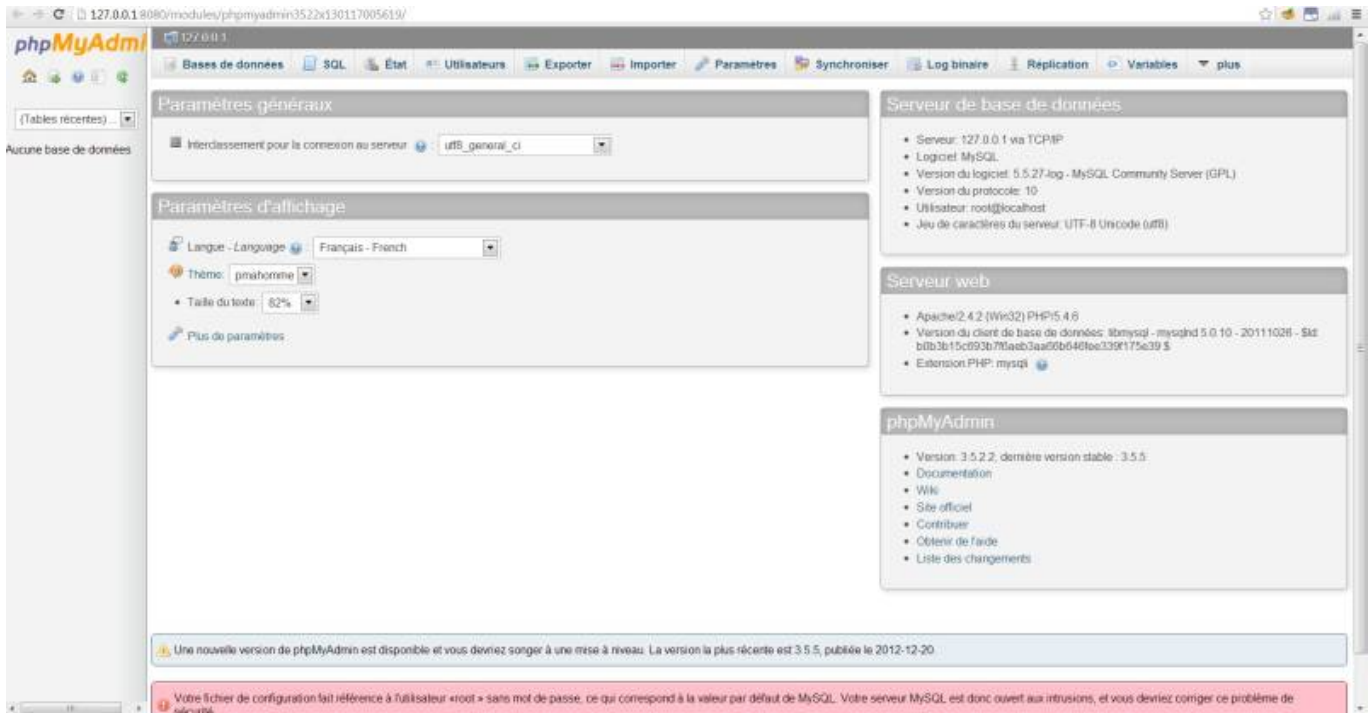 127.0.0.1:8080/modules/phpmyadmin3522x130117005619/
phpMyAdmi
127.0.0.1
Bases de données SQL État Utilisateurs Exporter Importer Paramètres Synchroniser Log binaire Réplication Variables plus
(Tables récentes) ...
Aucune base de données
Paramètres généraux
Interclassement pour la connexion au serveur : utf8_general_ci
Paramètres d'affichage
Langue - Language : Français - French
Thème: pmahomme
Taille du texte: 82%
Plus de paramètres
Serveur de base de données
Serveur: 127.0.0.1 via TCP/IP
Logiciel: MySQL
Version du logiciel: 5.5.27-log - MySQL Community Server (GPL)
Version du protocole: 10
Utilisateur: root@localhost
Jeu de caractères du serveur: UTF-8 Unicode (utf8)
Serveur web
Apache/2.4.2 (Win32) PHP/5.4.6
Version du client de base de données: libmysql - mysqlnd 5.0.10 - 20111026 - $Id:
Extension PHP: mysqli
phpMyAdmin
Version: 3.5.2.2, dernière version stable : 3.5.5
Documentation
Wiki
Site officiel
Contribuer
Obtenir de l'aide
Liste des changements
Une nouvelle version de phpMyAdmin est disponible et vous devriez songer à une mise à niveau. La version la plus récente est 3.5.5, publiée le 2012-12-20.
Votre fichier de configuration fait référence à l'utilisateur «root » sans mot de passe, ce qui correspond à la valeur par défaut de MySQL. Votre serveur MySQL est donc ouvert aux intrusions, et vous devriez corriger ce problème de
sécurité.